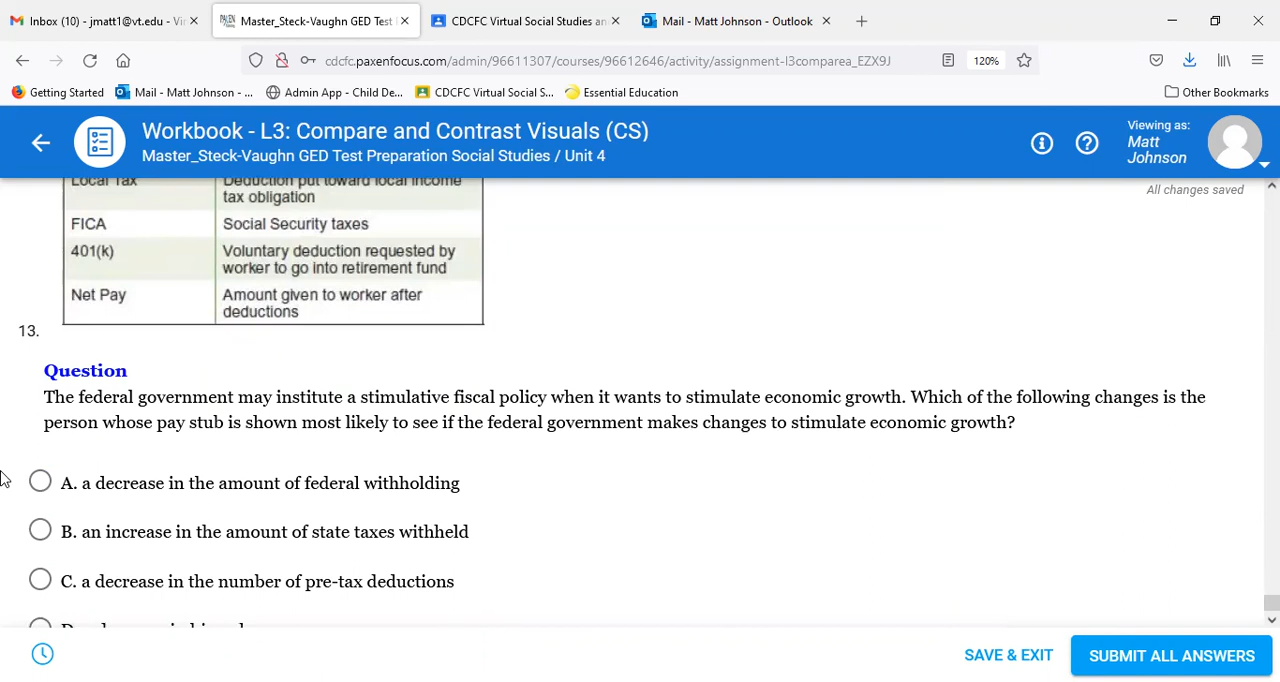 Inbox (10) - jmatt1@vt.edu - Vir
Master_Steck-Vaughn GED Test
CDCFC Virtual Social Studies an
Mail - Matt Johnson - Outlook
cdcfc.paxenfocus.com/admin/96611307/courses/96612646/activity/assignment-l3comparea_EZX9J
120%
Getting Started
Mail - Matt Johnson - ...
Admin App - Child De...
CDCFC Virtual Social S...
Essential Education
Other Bookmarks
Workbook - L3: Compare and Contrast Visuals (CS)
Master_Steck-Vaughn GED Test Preparation Social Studies / Unit 4
Viewing as:
Matt
Johnson
All changes saved
Local Tax
Deduction put toward local income
tax obligation
FICA
Social Security taxes
401(k)
Voluntary deduction requested by
worker to go into retirement fund
Net Pay
Amount given to worker after
deductions
13.
Question
The federal government may institute a stimulative fiscal policy when it wants to stimulate economic growth. Which of the following changes is the
person whose pay stub is shown most likely to see if the federal government makes changes to stimulate economic growth?
A. a decrease in the amount of federal withholding
B. an increase in the amount of state taxes withheld
C. a decrease in the number of pre-tax deductions
SAVE & EXIT
SUBMIT ALL ANSWERS